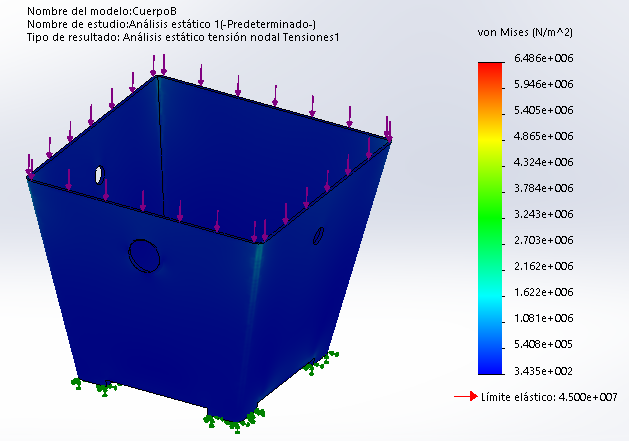 Nombre del modelo:CuerpoB
Nombre de estudio:Análisis estático 1(-Predeterminado-)
Tipo de resultado: Análisis estático tensión nodal Tensiones1
von Mises (N/m^2)
6.486e+006
5.946e+006
5.405e+006
4.865e+006
4.324e+006
3.784e+006
3.243e+006
2.703e+006
2.162e+006
1.622e+006
1.081e+006
5.408e+005
3.435e+002
Límite elástico: 4.500e+007